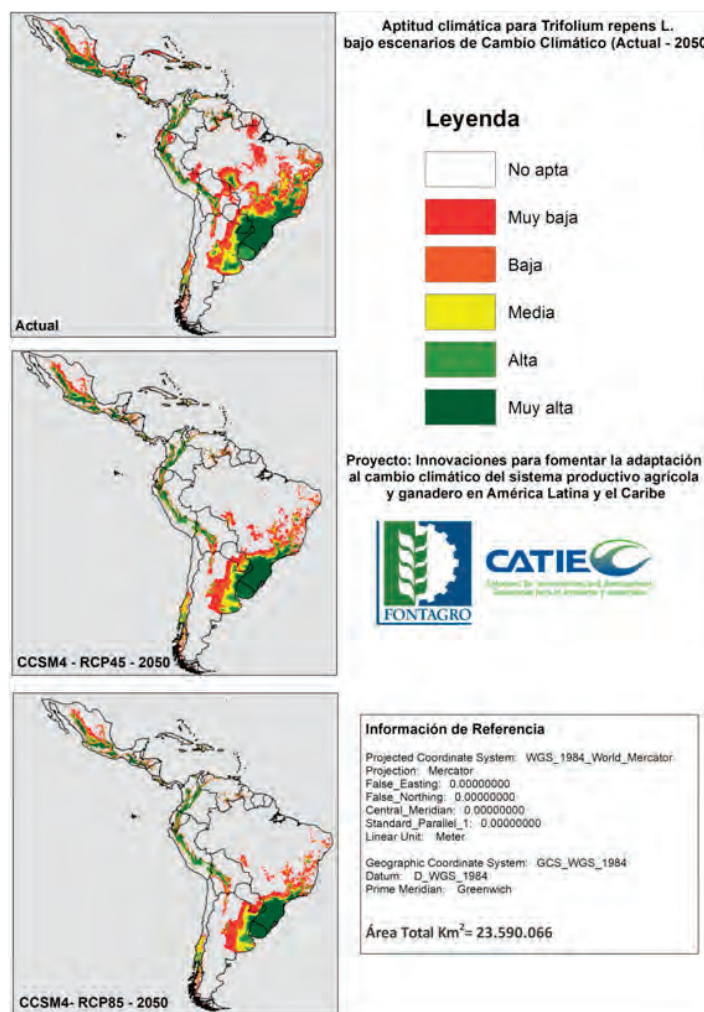 Aptitud climática para Trifolium repens L.
bajo escenarios de Cambio Climático (Actual - 2050
Leyenda
No apta
Muy baja
Baja
Media
Alta
Muy alta
Actual
Proyecto: Innovaciones para fomentar la adaptación
al cambio climático del sistema productivo agrícola
y ganadero en América Latina y el Caribe
FONTAGRO
CATIE
CCSM4 - RCP45 - 2050
Información de Referencia
Projected Coordinate System: WGS_1984_World_Mercator
Projection: Mercator
False_Easting: 0.00000000
False_Northing: 0.00000000
Central_Meridian: 0.00000000
Standard_Parallel_1: 0.00000000
Linear Unit: Meter
Geographic Coordinate System: GCS_WGS_1984
Datum: D_WGS_1984
Prime Meridian: Greenwich
Área Total Km²= 23.590.066
CCSM4- RCP85 - 2050